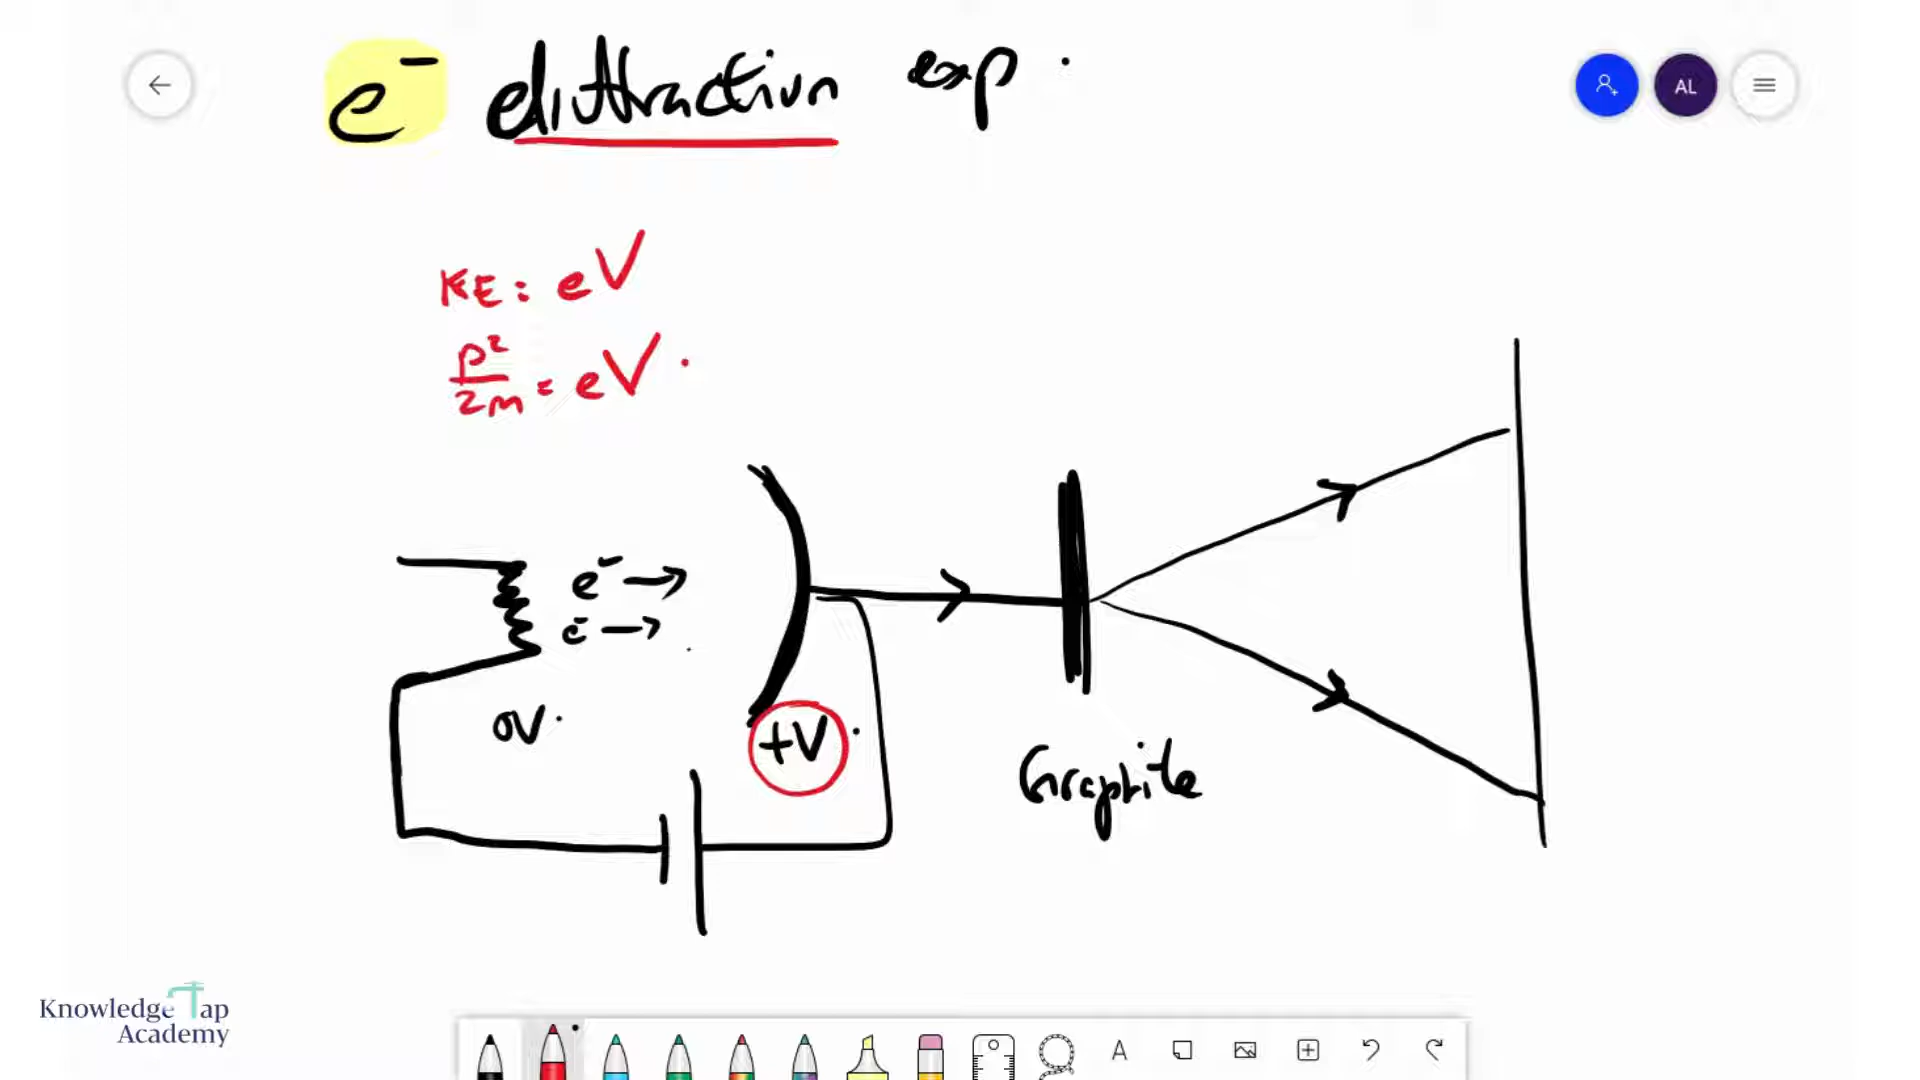 e⁻ diffraction exp.
AL
KE: eV
p²/2m = eV.
e⁻ →
e⁻ →
0V.
+V.
Graphite
Knowledge Tap
Academy
A